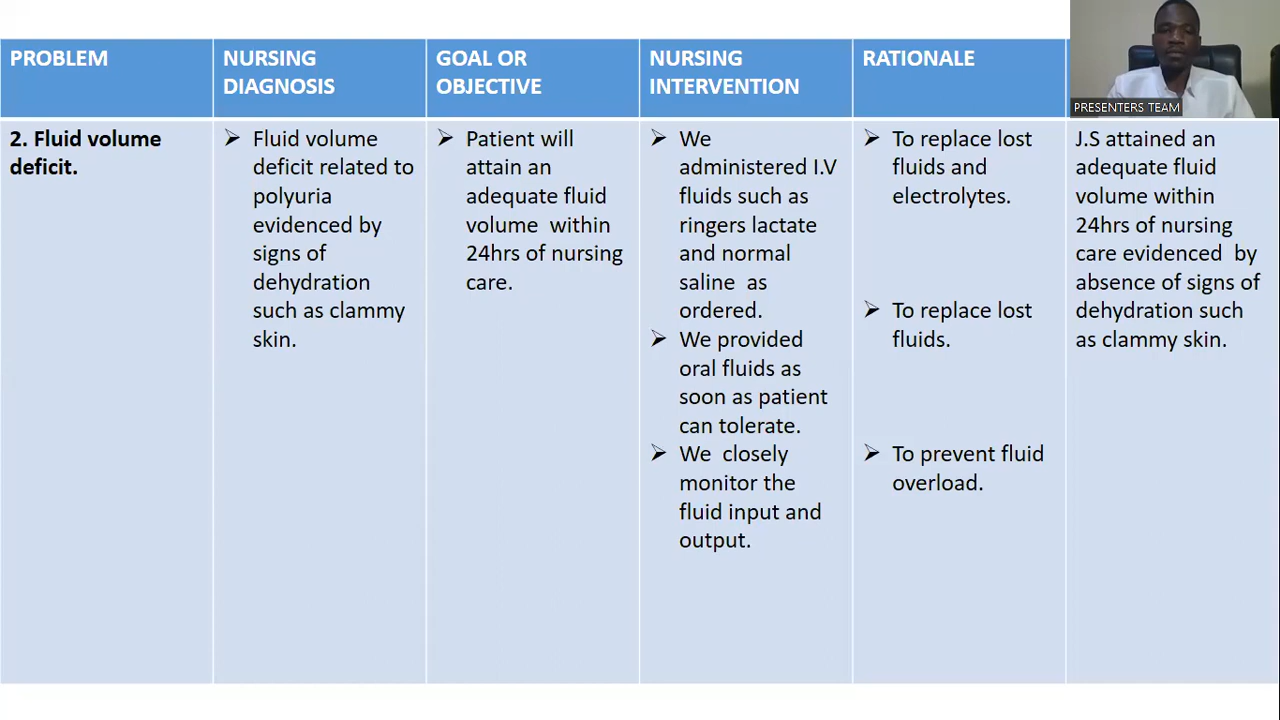 PROBLEM
NURSING
DIAGNOSIS
GOAL OR
OBJECTIVE
NURSING
INTERVENTION
RATIONALE
PRESENTERS TEAM
2. Fluid volume
deficit.
➢ Fluid volume
deficit related to
polyuria
evidenced by
signs of
dehydration
such as clammy
skin.
➢ Patient will
attain an
adequate fluid
volume within
24hrs of nursing
care.
➢ We
administered I.V
fluids such as
ringers lactate
and normal
saline as
ordered.
➢ We provided
oral fluids as
soon as patient
can tolerate.
➢ We closely
monitor the
fluid input and
output.
➢ To replace lost
fluids and
electrolytes.
➢ To replace lost
fluids.
➢ To prevent fluid
overload.
J.S attained an
adequate fluid
volume within
24hrs of nursing
care evidenced by
absence of signs of
dehydration such
as clammy skin.